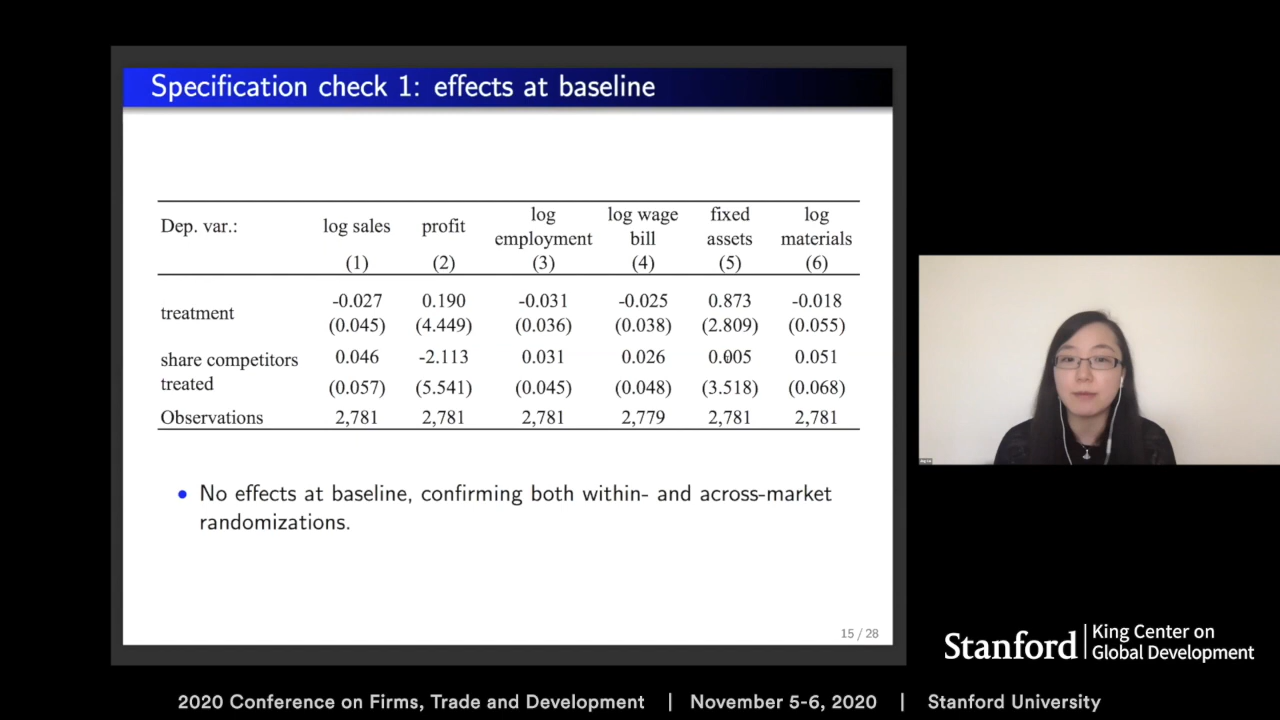 Specification check 1: effects at baseline
Dep. var.: log sales profit log employment log wage bill fixed assets log materials
(1) (2) (3) (4) (5) (6)
treatment -0.027 0.190 -0.031 -0.025 0.873 -0.018
(0.045) (4.449) (0.036) (0.038) (2.809) (0.055)
share competitors treated 0.046 -2.113 0.031 0.026 0.005 0.051
(0.057) (5.541) (0.045) (0.048) (3.518) (0.068)
Observations 2,781 2,781 2,781 2,779 2,781 2,781
• No effects at baseline, confirming both within- and across-market
randomizations.
15 / 28
Stanford | King Center on
Global Development
2020 Conference on Firms, Trade and Development | November 5-6, 2020 | Stanford University